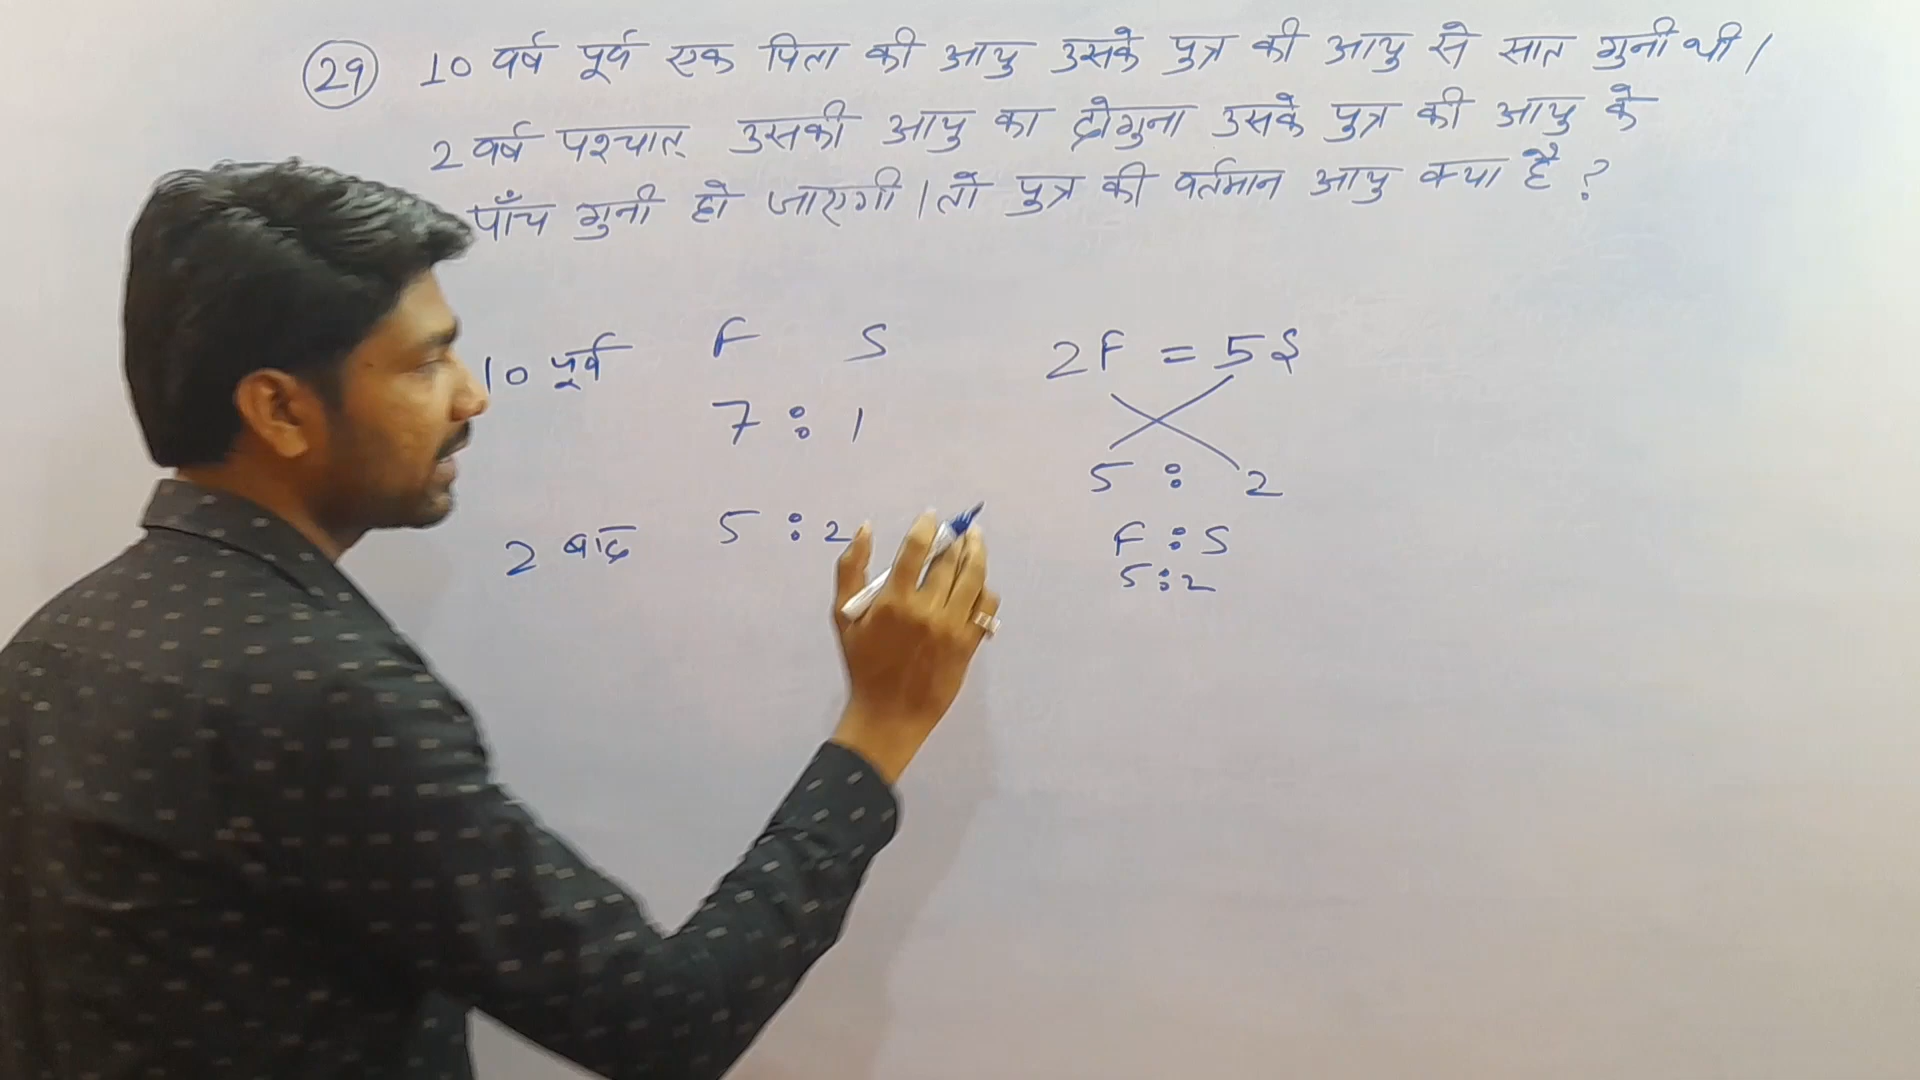 29 10 वर्ष पूर्व एक पिता की आयु उसके पुत्र की आयु से सात गुनी थी।
2 वर्ष पश्चात् उसकी आयु का दोगुना उसके पुत्र की आयु के
पाँच गुनी हो जाएगी। तो पुत्र की वर्तमान आयु क्या है ?
10 पूर्व F S
7 : 1
2 बाद 5 : 2
2F = 5S
5 : 2
F : S
5 : 2